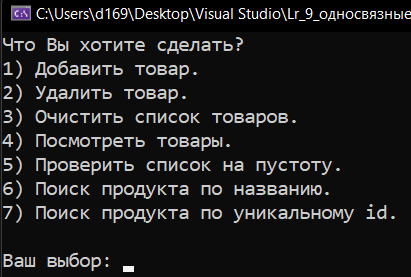 C:\Users\d169\Desktop\Visual Studio\Lr_9_односвязные
Что Вы хотите сделать?
1) Добавить товар.
2) Удалить товар.
3) Очистить список товаров.
4) Посмотреть товары.
5) Проверить список на пустоту.
6) Поиск продукта по названию.
7) Поиск продукта по уникальному id.
Ваш выбор: